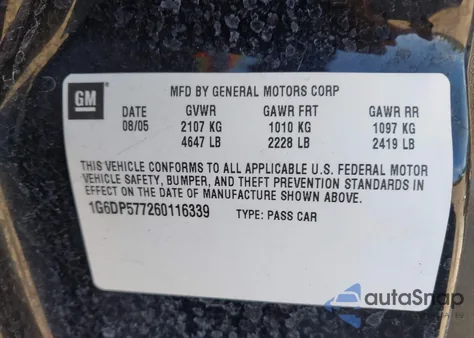 GM
MFD BY GENERAL MOTORS CORP
DATE GVWR GAWR FRT GAWR RR
08/05 2107 KG 1010 KG 1097 KG
4647 LB 2228 LB 2419 LB
THIS VEHICLE CONFORMS TO ALL APPLICABLE U.S. FEDERAL MOTOR
VEHICLE SAFETY, BUMPER, AND THEFT PREVENTION STANDARDS IN
EFFECT ON THE DATE OF MANUFACTURE SHOWN ABOVE.
1G6DP577260116339 TYPE: PASS CAR
autaSnap